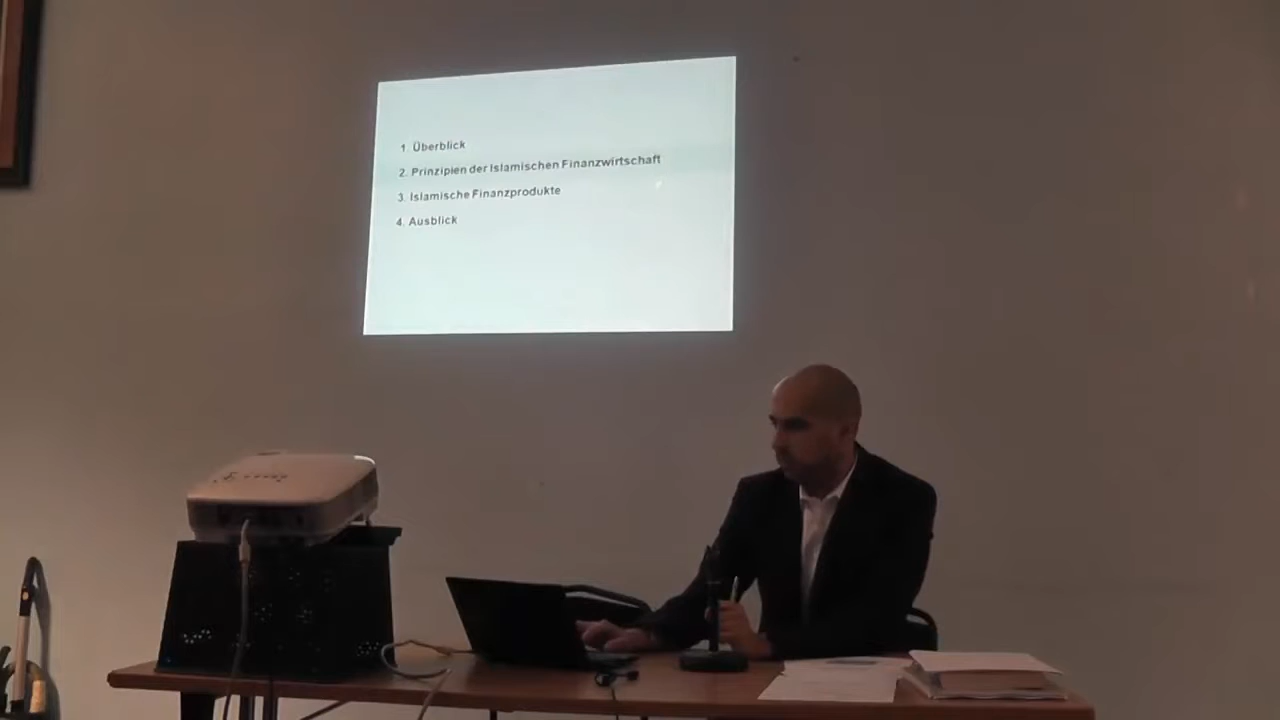 1. Überblick
2. Prinzipien der Islamischen Finanzwirtschaft
3. Islamische Finanzprodukte
4. Ausblick